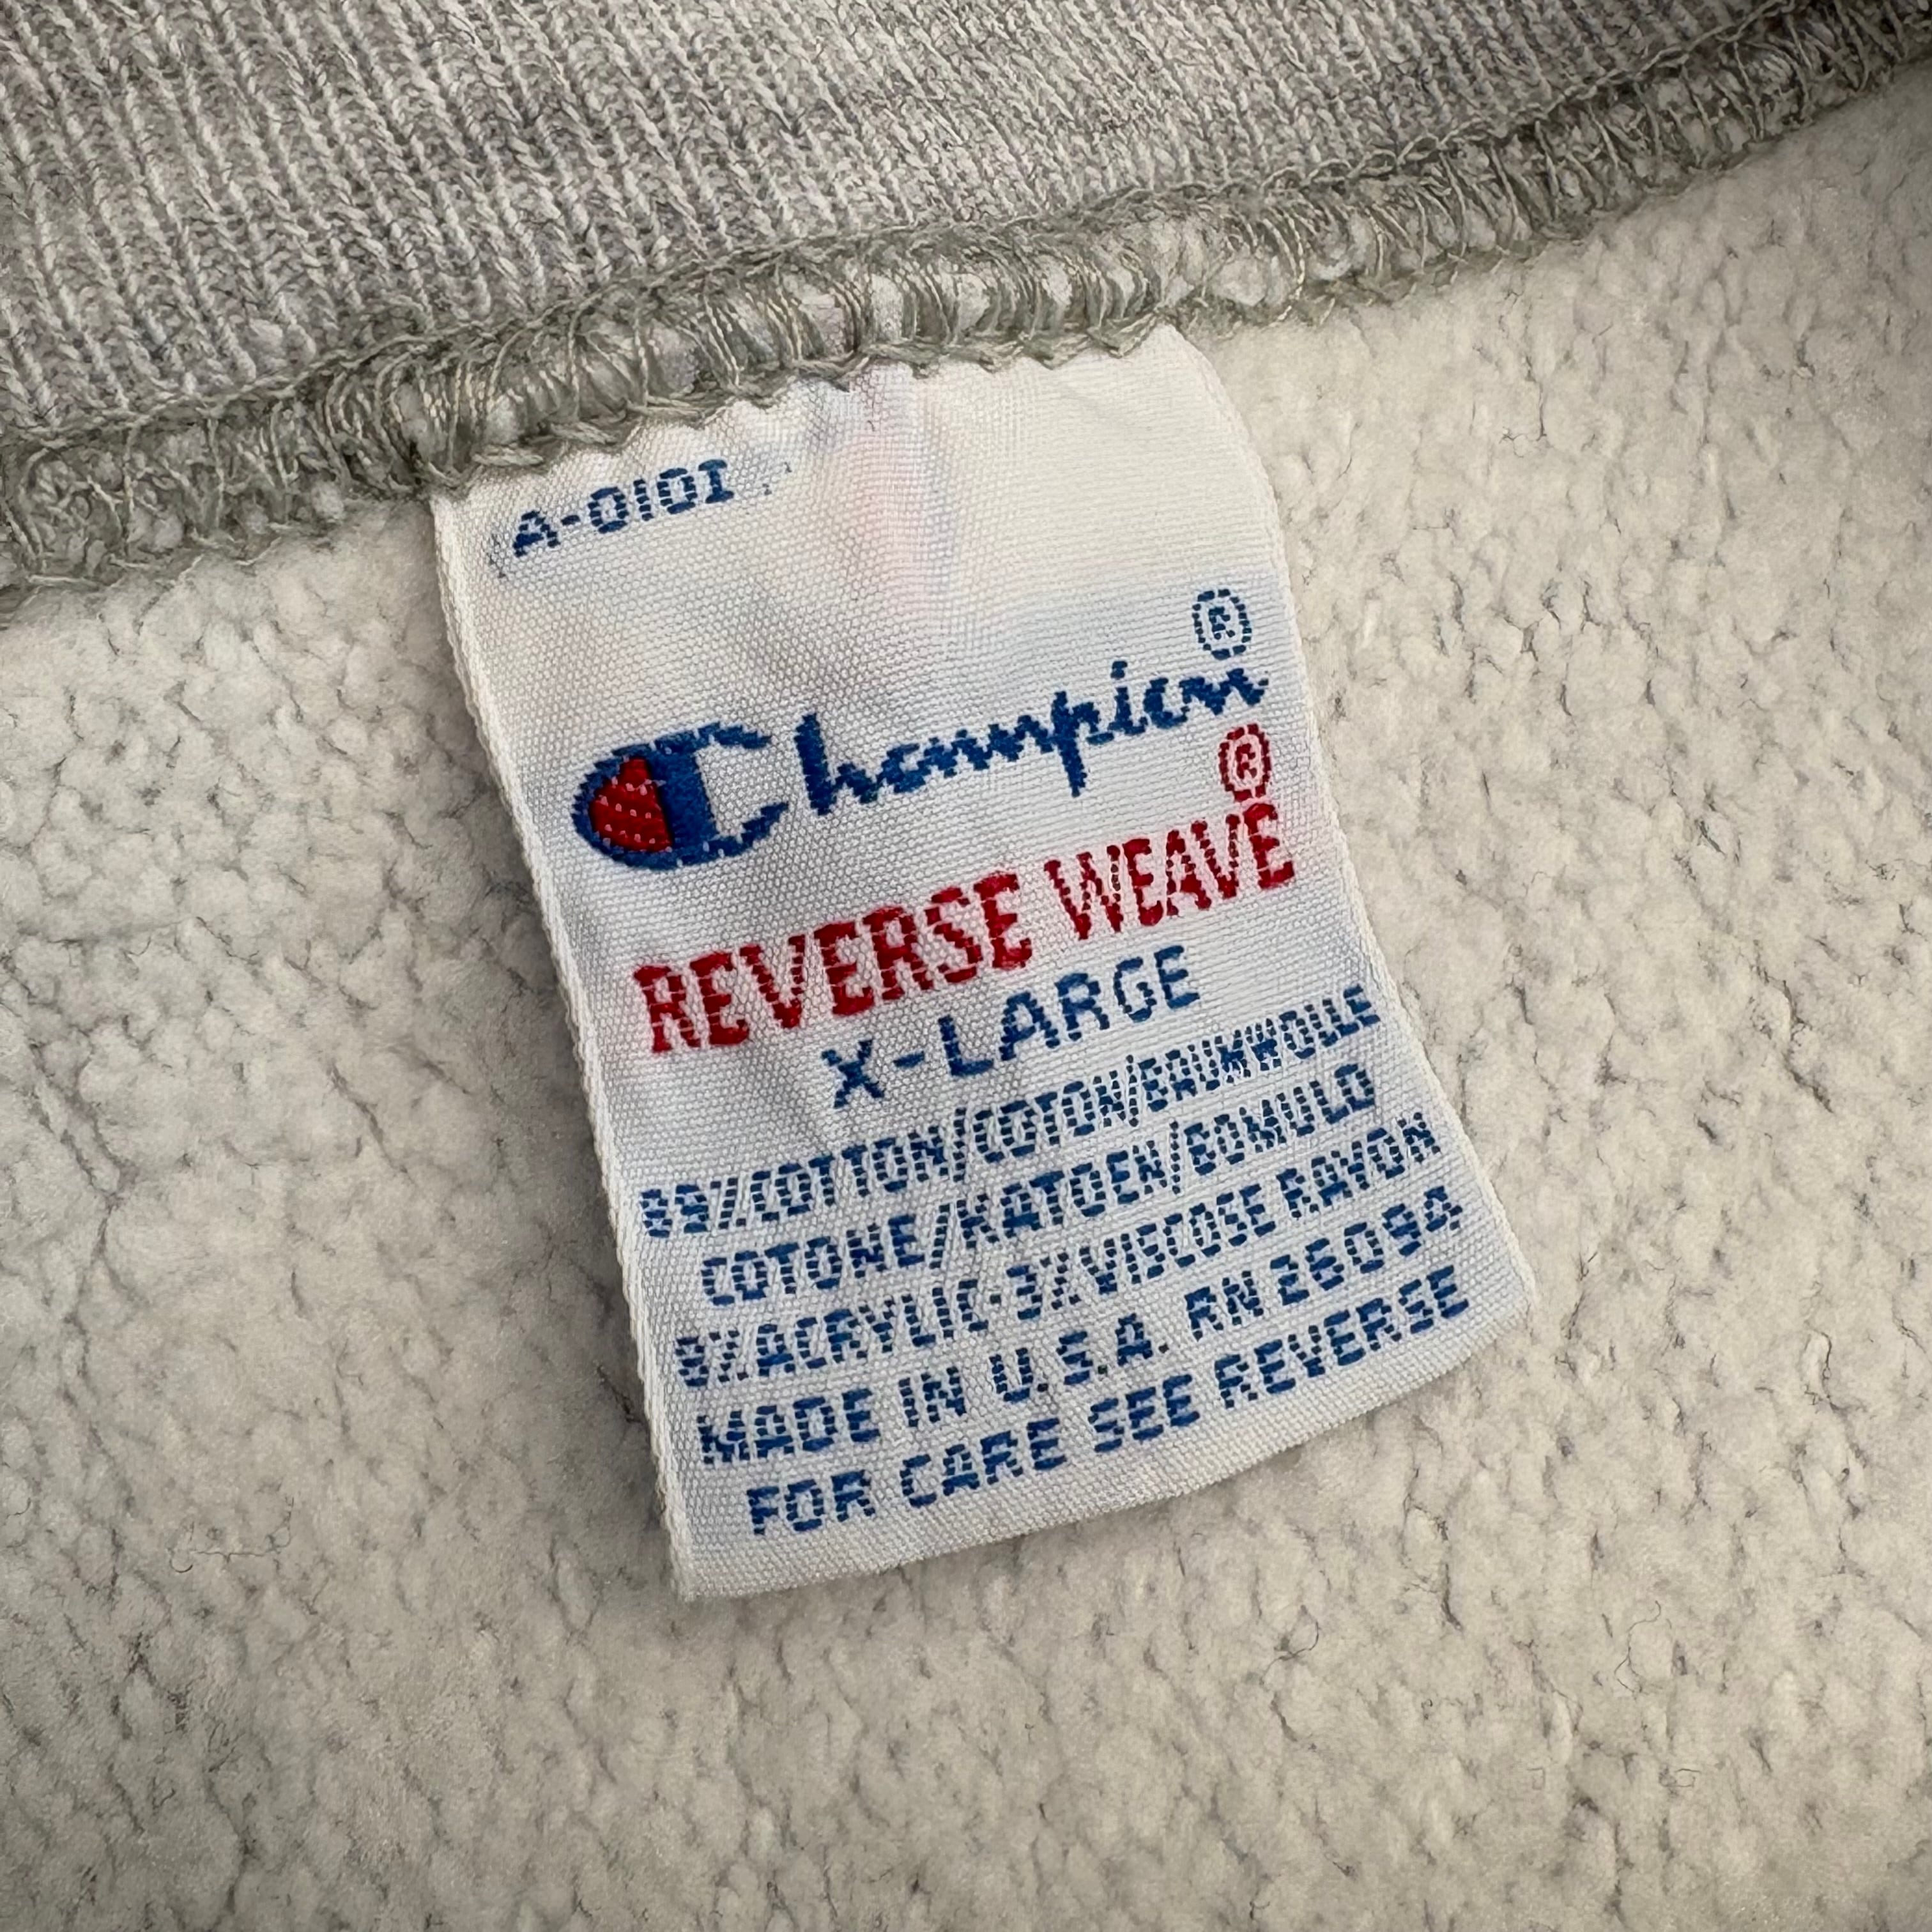 A-0101
Champion®
REVERSE WEAVE®
X-LARGE
89%COTTON/COTON/BAUMWOLLE
COTONE/KATOEN/BOMULD
8%ACRYLIC-3%VISCOSE RAYON
MADE IN U.S.A. RN 26094
FOR CARE SEE REVERSE